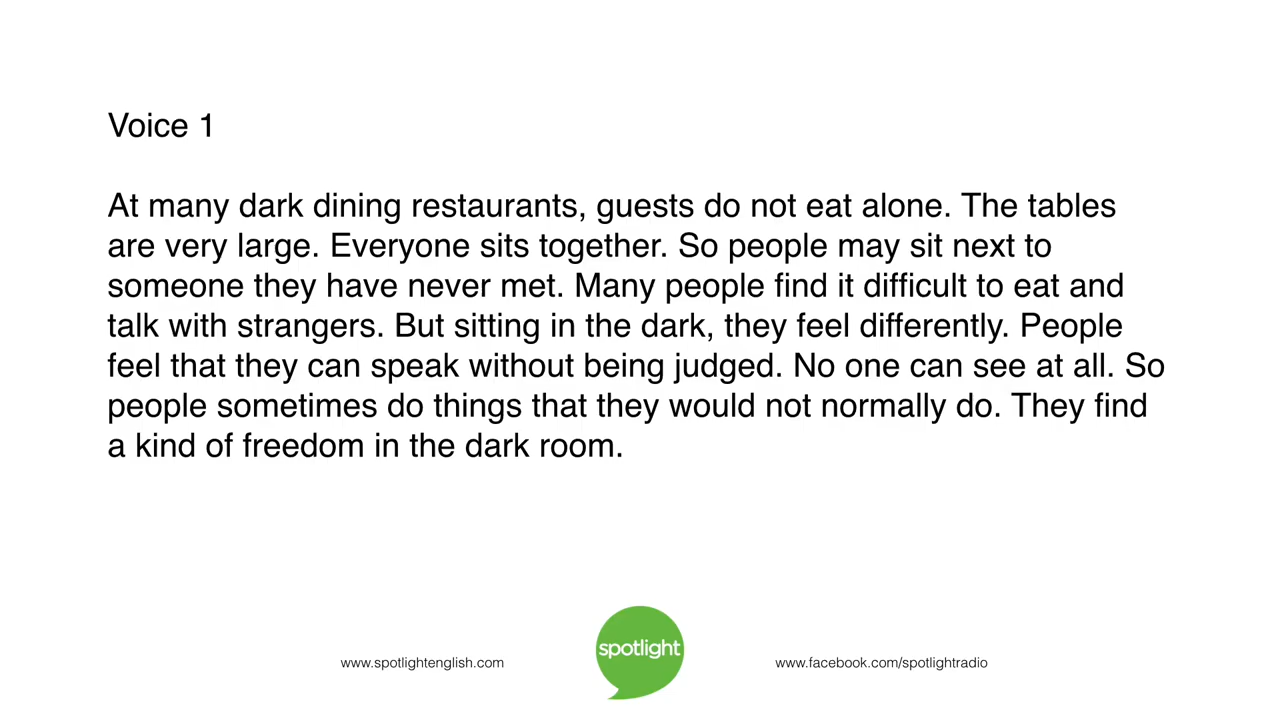 Voice 1
At many dark dining restaurants, guests do not eat alone. The tables
are very large. Everyone sits together. So people may sit next to
someone they have never met. Many people find it difficult to eat and
talk with strangers. But sitting in the dark, they feel differently. People
feel that they can speak without being judged. No one can see at all. So
people sometimes do things that they would not normally do. They find
a kind of freedom in the dark room.
www.spotlightenglish.com
spotlight
www.facebook.com/spotlightradio